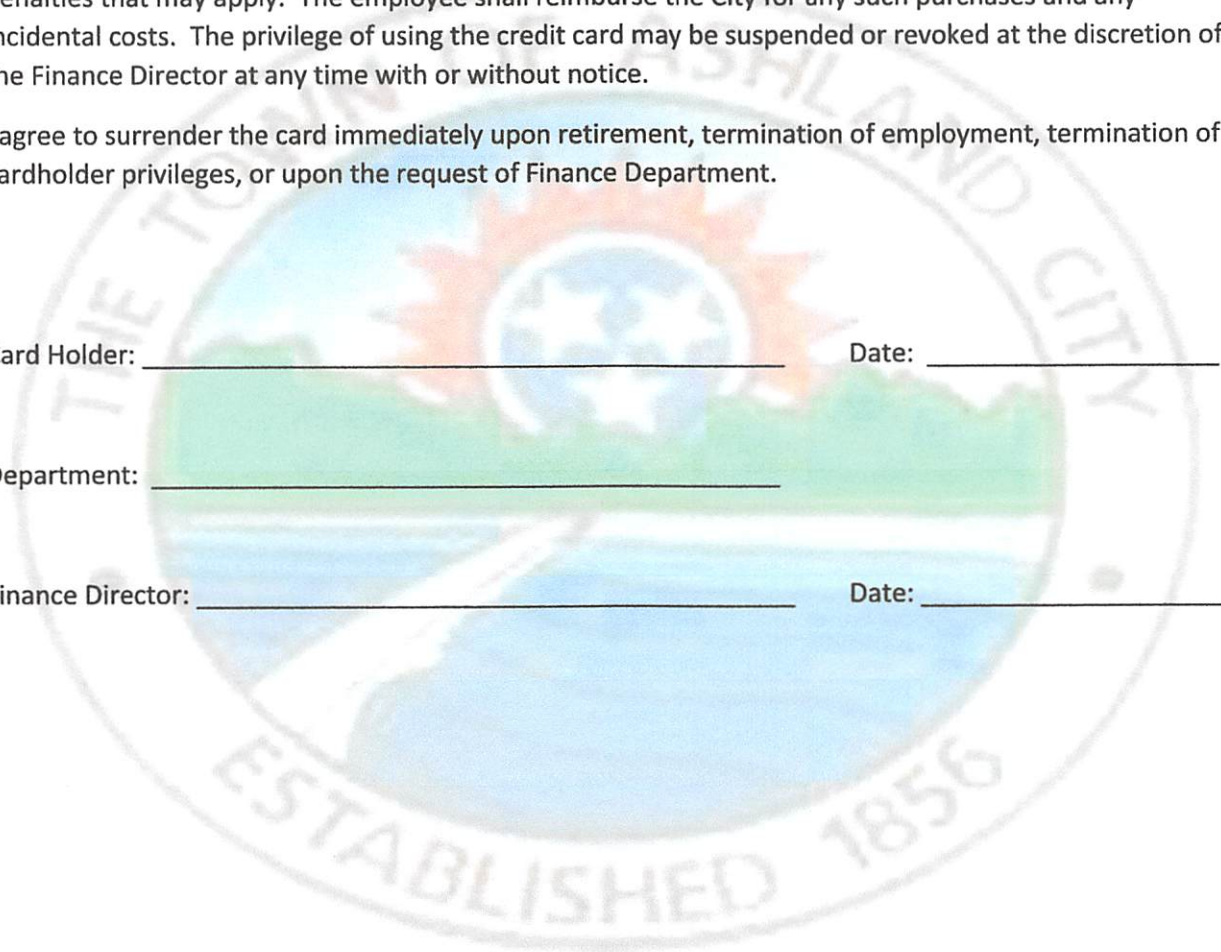 enalties that may apply. The employee shall reimburse the City for any such purchases and any
ncidental costs. The privilege of using the credit card may be suspended or revoked at the discretion of
he Finance Director at any time with or without notice.
agree to surrender the card immediately upon retirement, termination of employment, termination of
ardholder privileges, or upon the request of Finance Department.
ard Holder: Date:
epartment:
inance Director: Date:
THE TOWN OF ASHLAND CITY
ESTABLISHED 1856